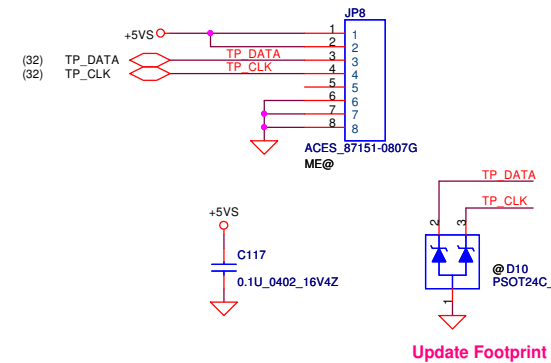 JP8
+5VS
1 1
2 2
(32) TP_DATA TP_DATA 3 3
(32) TP_CLK TP_CLK 4 4
5 5
6 6
7 7
8 8
ACES_87151-0807G
ME@
TP_DATA
TP_CLK
+5VS
2 3
C117
0.1U_0402_16V4Z
@ D10
PSOT24C_
1
Update Footprint